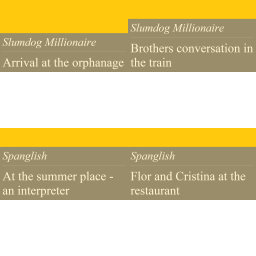 Slumdog Millionaire
Arrival at the orphanage
Slumdog Millionaire
Brothers conversation in
the train
Spanglish
At the summer place -
an interpreter
Spanglish
Flor and Cristina at the
restaurant